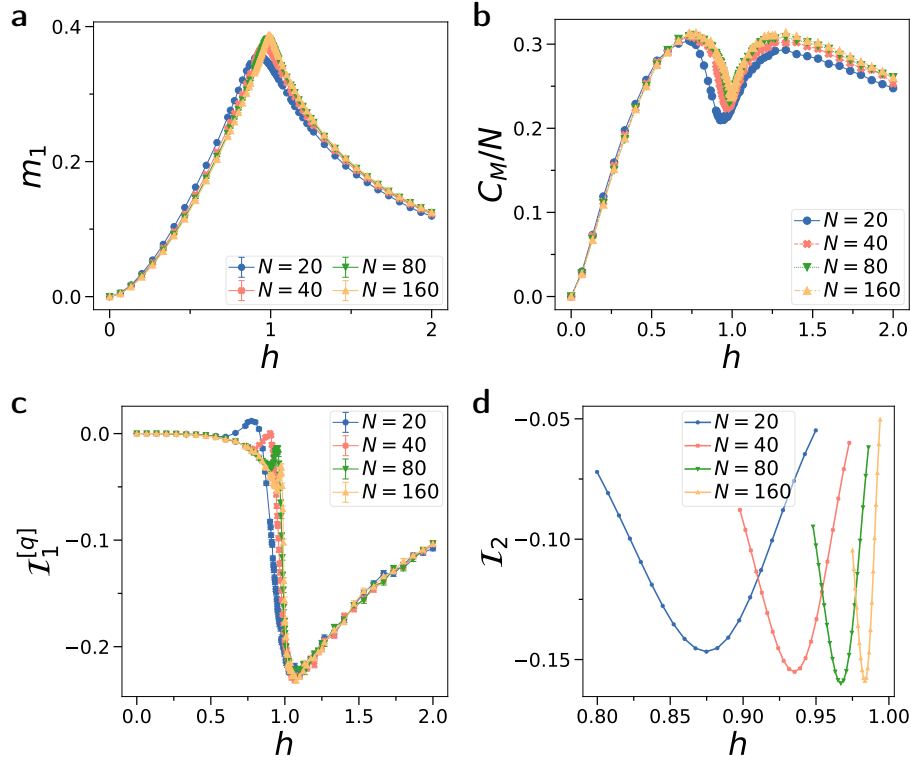 a
0.4
0.2
0.0
m₁
N = 20
N = 40
N = 80
N = 160
0
1
2
h
b
0.3
0.2
0.1
0.0
C_M/N
N = 20
N = 40
N = 80
N = 160
0.0
0.5
1.0
1.5
2.0
h
c
0.0
−0.1
−0.2
I₁^[q]
N = 20
N = 40
N = 80
N = 160
0.0
0.5
1.0
1.5
2.0
h
d
−0.05
−0.10
−0.15
I₂
N = 20
N = 40
N = 80
N = 160
0.80
0.85
0.90
0.95
1.00
h